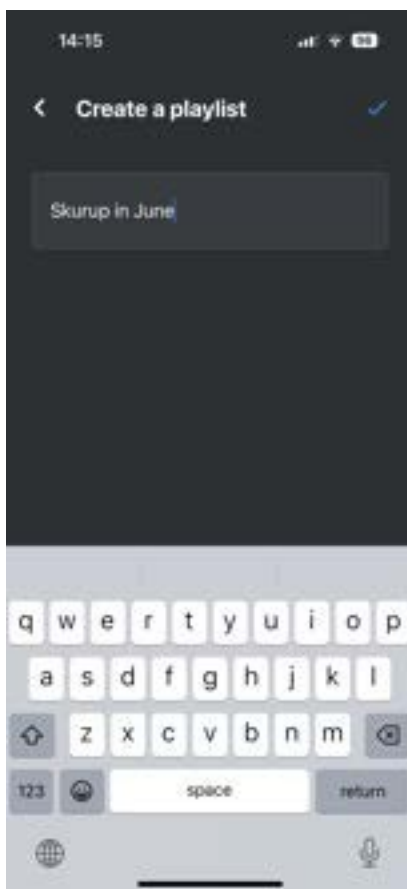 14:15
Create a playlist
Skurup in June
q w e r t y u i o p
a s d f g h j k l
z x c v b n m
123 space return